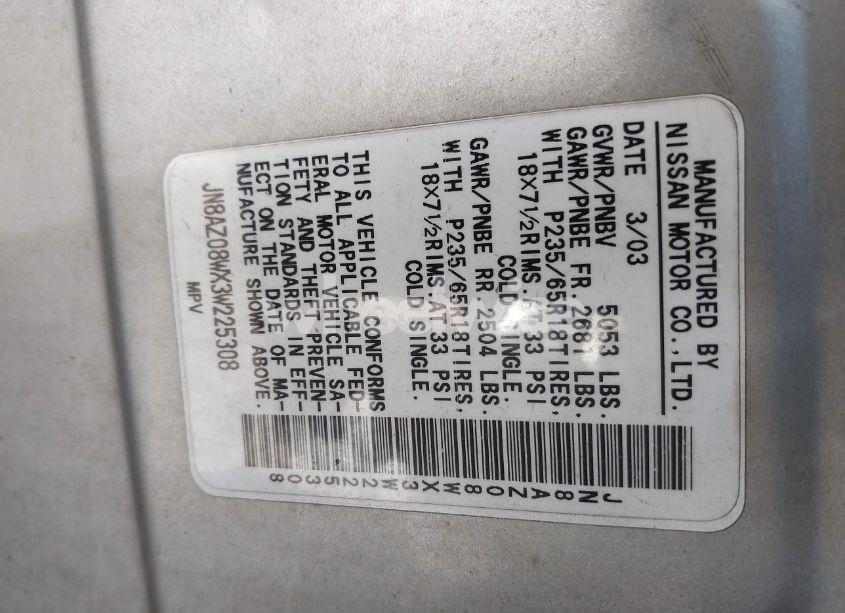 MANUFACTURED BY
NISSAN MOTOR CO.,LTD.
DATE 3/03
GVWR/PNBV 5053 LBS.
GAWR/PNBE FR 2681 LBS.
WITH P235/65R18TIRES,
18X7½RIMS.AT 33 PSI
COLD SINGLE.
GAWR/PNBE RR 2504 LBS.
WITH P235/65R18TIRES,
18X7½RIMS.AT 33 PSI
COLD SINGLE.
THIS VEHICLE CONFORMS
TO ALL APPLICABLE FED-
ERAL MOTOR VEHICLE SA-
FETY AND THEFT PREVEN-
TION STANDARDS IN EFF-
ECT ON THE DATE OF MA-
NUFACTURE SHOWN ABOVE.
JN8AZ08WX3W225308
MPV
JN8AZ08WX3W225308